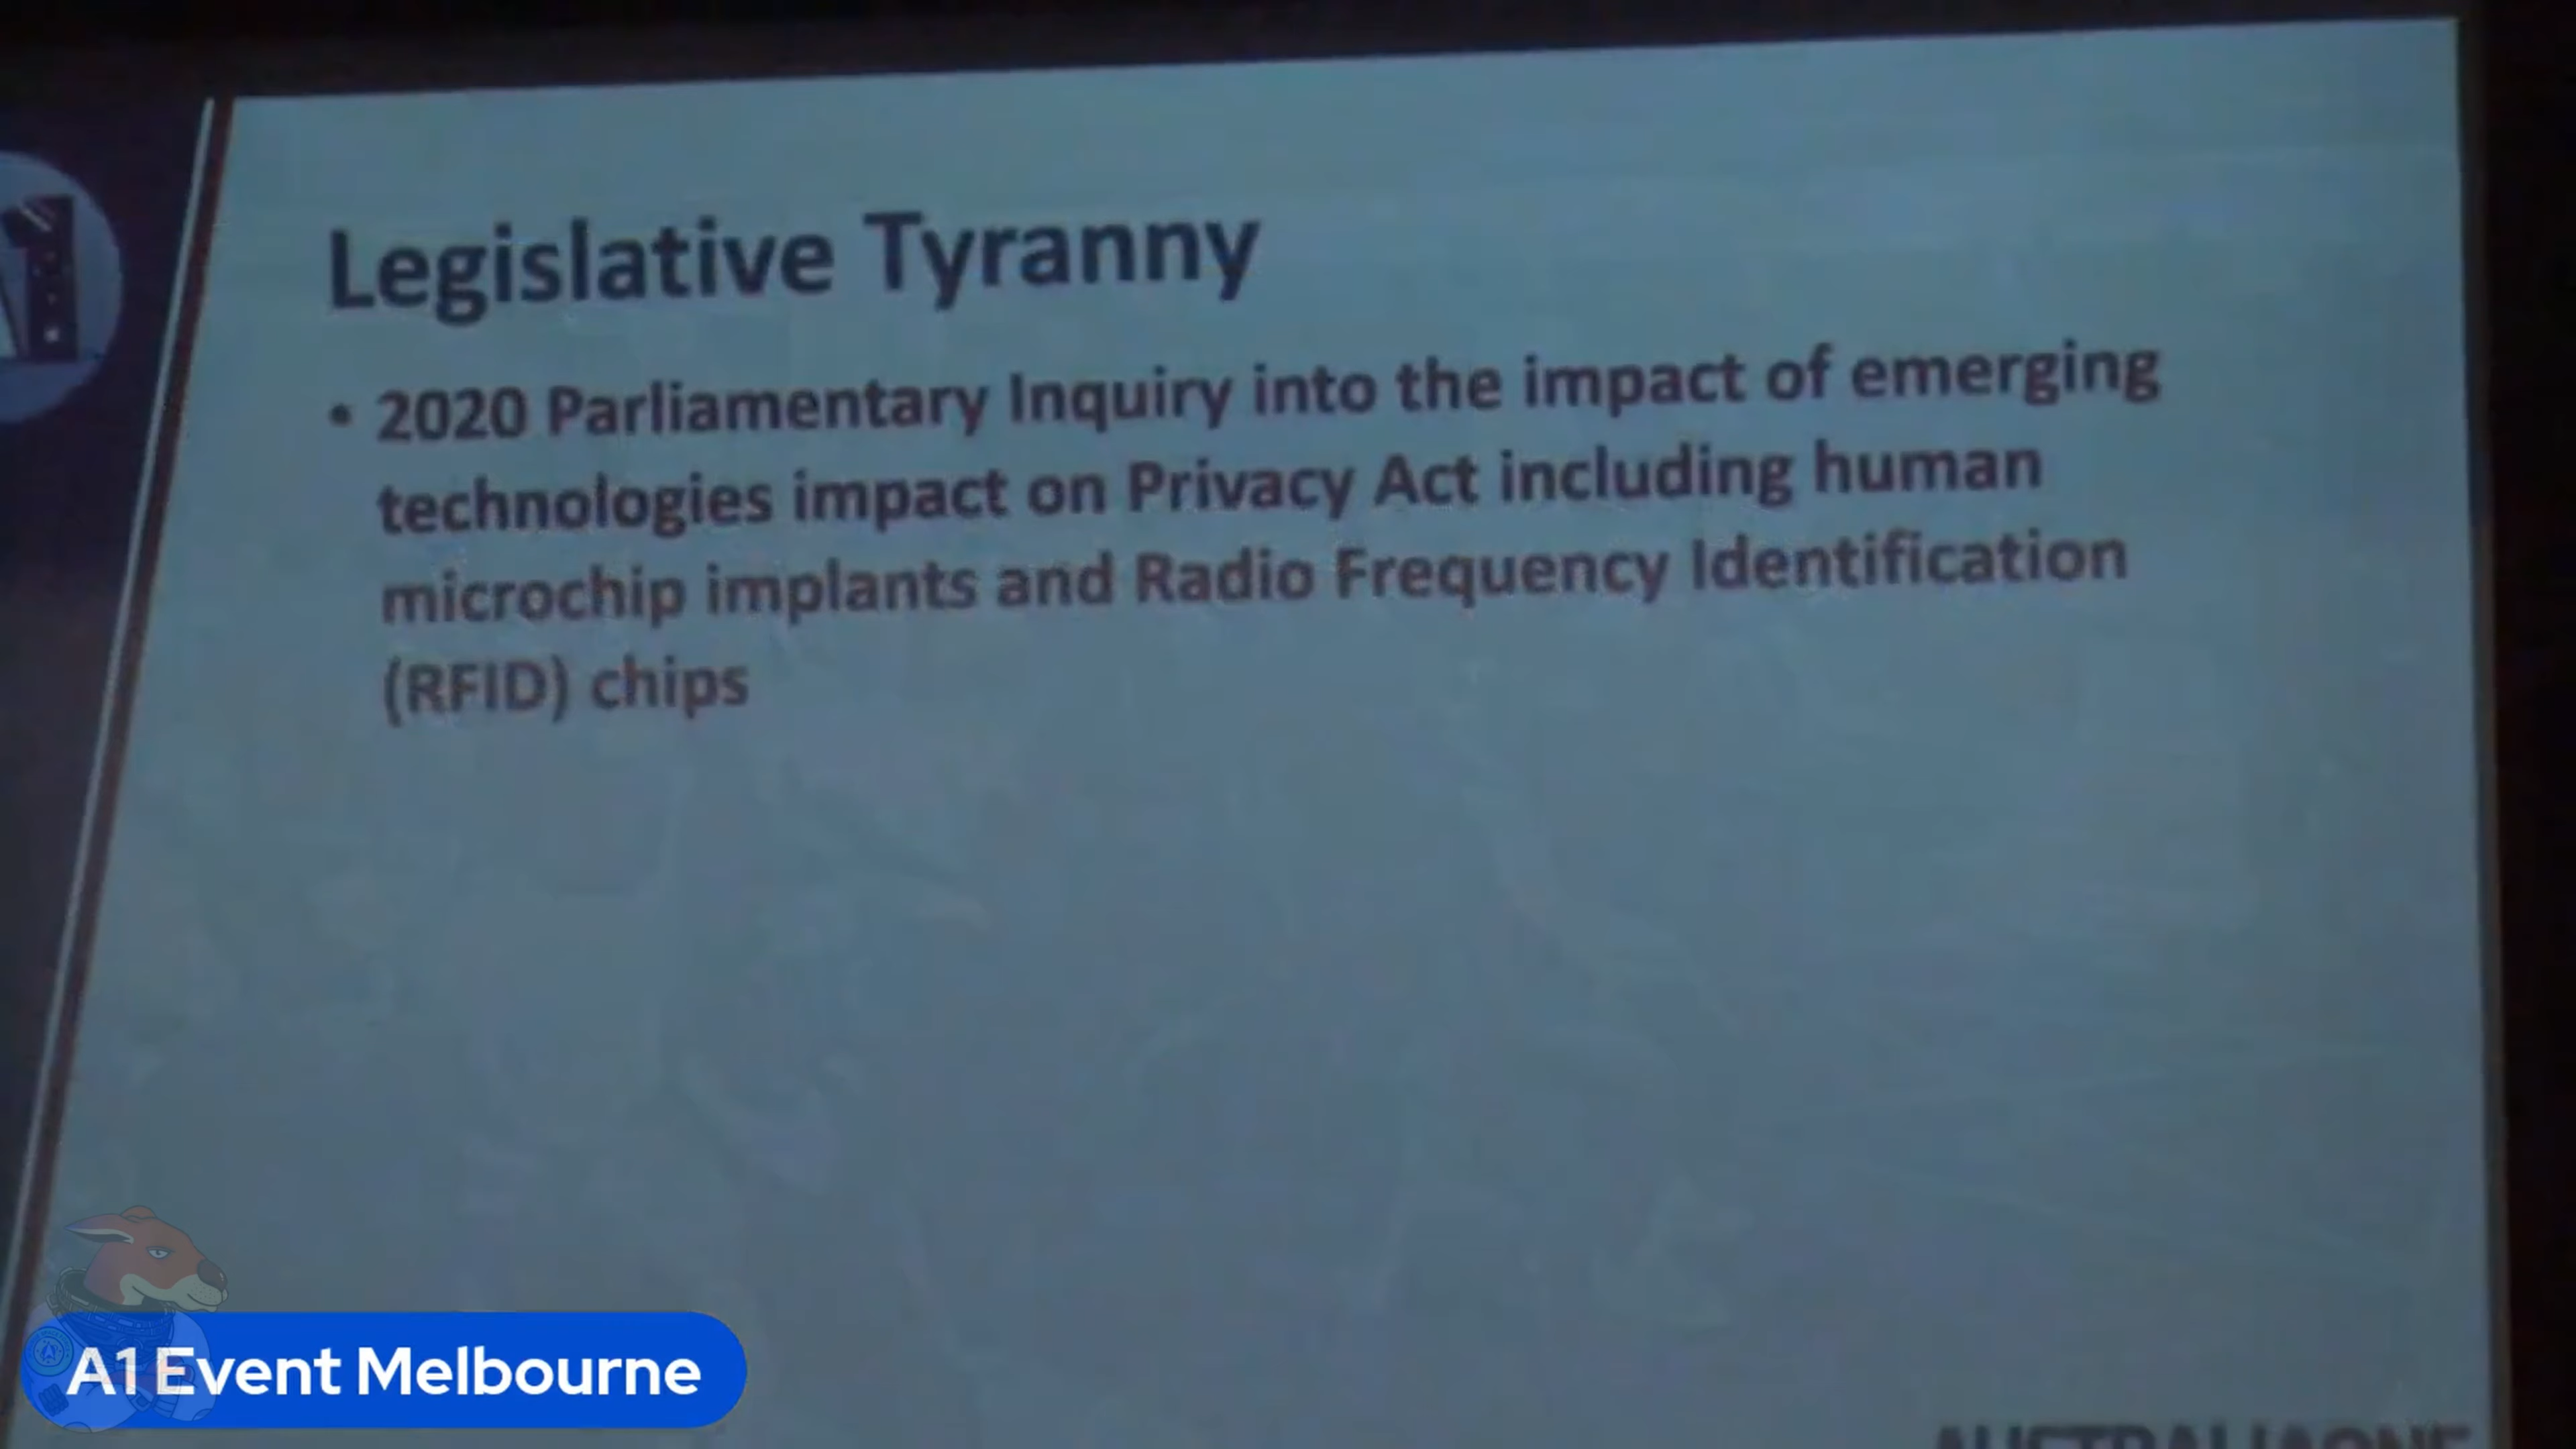 Legislative Tyranny
• 2020 Parliamentary Inquiry into the impact of emerging
technologies impact on Privacy Act including human
microchip implants and Radio Frequency Identification
(RFID) chips
A1 Event Melbourne
AUSTRALIAONE